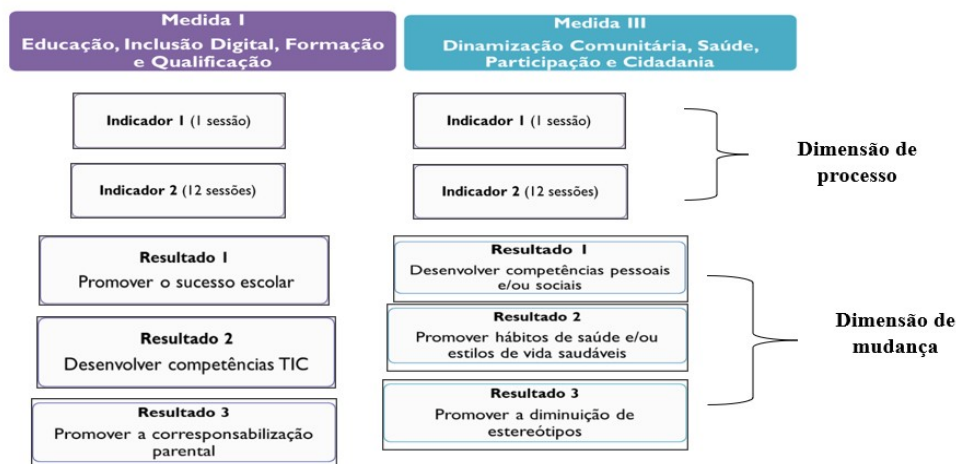 Medida I
Educação, Inclusão Digital, Formação
e Qualificação
Indicador 1 (1 sessão)
Indicador 2 (12 sessões)
Resultado 1
Promover o sucesso escolar
Resultado 2
Desenvolver competências TIC
Resultado 3
Promover a corresponsabilização
parental
Medida III
Dinamização Comunitária, Saúde,
Participação e Cidadania
Indicador 1 (1 sessão)
Indicador 2 (12 sessões)
Resultado 1
Desenvolver competências pessoais
e/ou sociais
Resultado 2
Promover hábitos de saúde e/ou
estilos de vida saudáveis
Resultado 3
Promover a diminuição de
estereótipos
Dimensão de
processo
Dimensão de
mudança